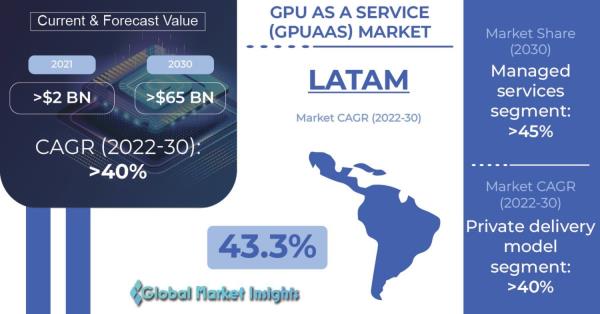 Current & Forecast Value
2021
2030
>$2 BN
>$65 BN
CAGR (2022-30):
>40%
GPU AS A SERVICE
(GPUAAS) MARKET
LATAM
Market CAGR (2022-30)
43.3%
Global Market Insights
Market Share
(2030)
Managed
services
segment:
>45%
Market CAGR
(2022-30)
Private delivery
model
segment:
>40%